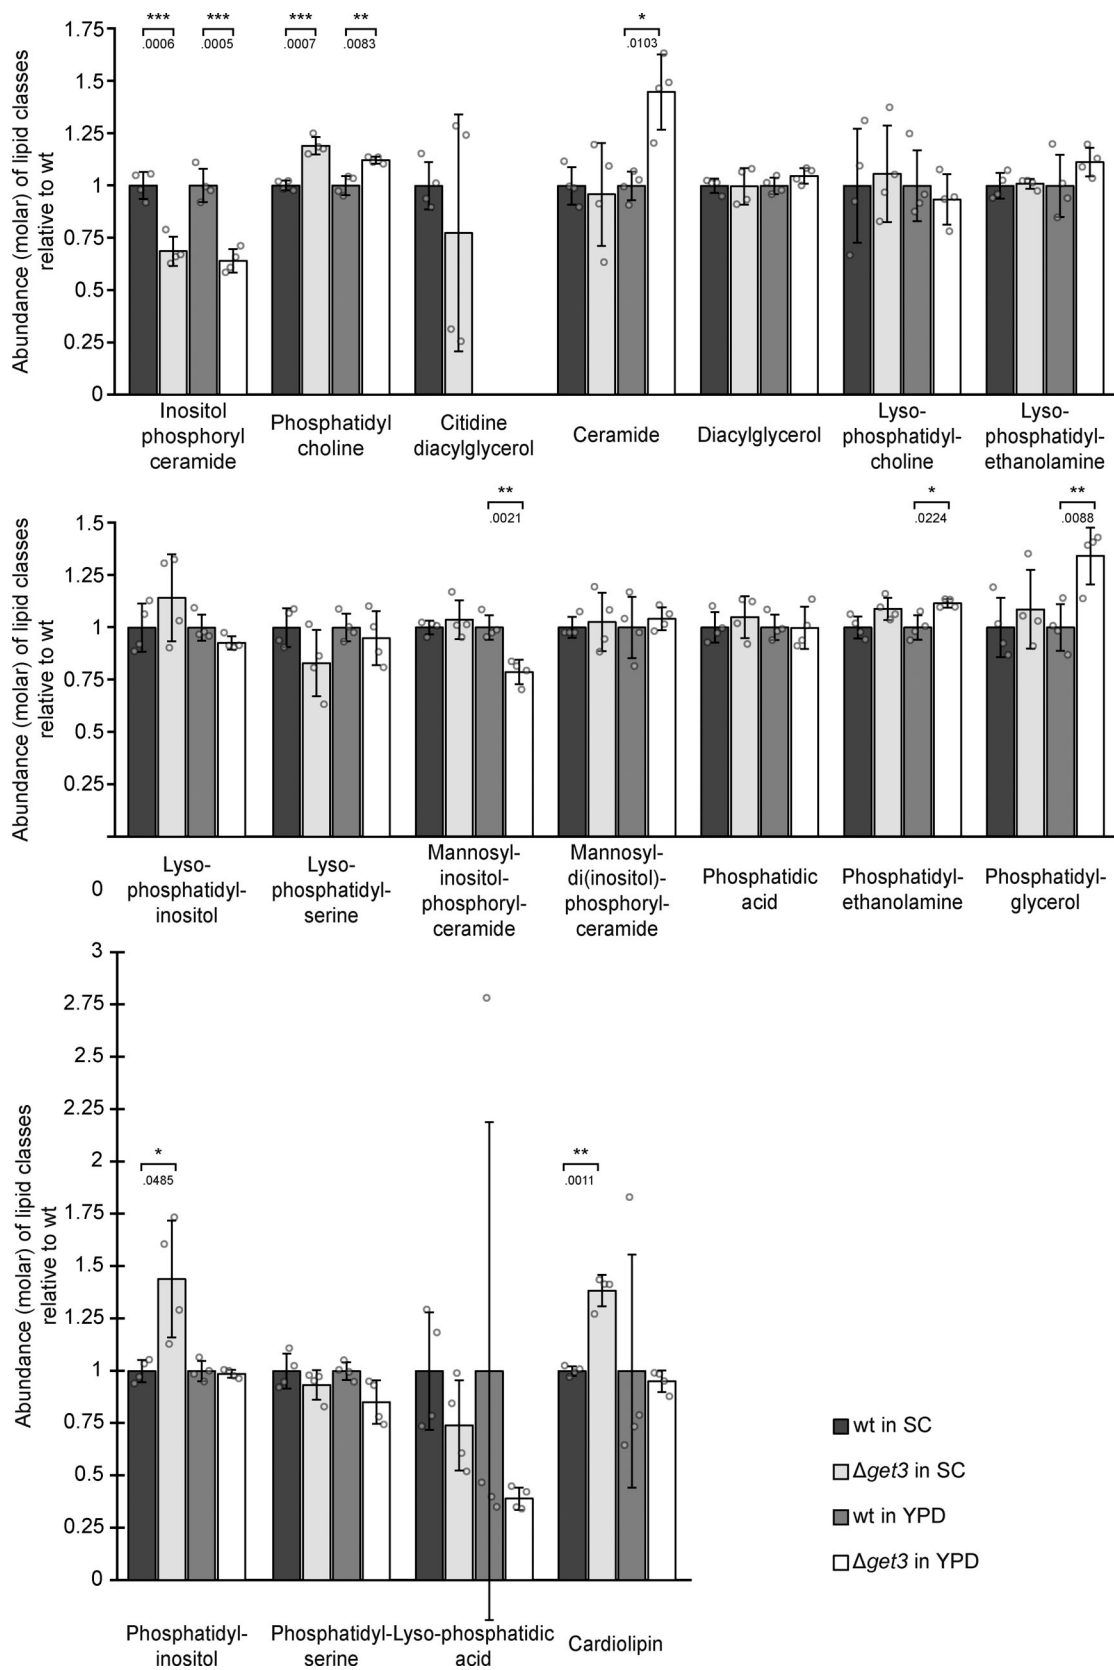 *** *** *** ** *
.0006 .0005 .0007 .0083 .0103
Abundance (molar) of lipid classes
relative to wt
1.75
1.5
1.25
1
0.75
0.5
0.25
0
Inositol
phosphoryl
ceramide
Phosphatidyl
choline
Citidine
diacylglycerol
Ceramide
Diacylglycerol
Lyso-
phosphatidyl-
choline
Lyso-
phosphatidyl-
ethanolamine
** * **
.0021 .0224 .0088
Abundance (molar) of lipid classes
relative to wt
1.5
1.25
1
0.75
0.5
0.25
0
Lyso-
phosphatidyl-
inositol
Lyso-
phosphatidyl-
serine
Mannosyl-
inositol-
phosphoryl-
ceramide
Mannosyl-
di(inositol)-
phosphoryl-
ceramide
Phosphatidic
acid
Phosphatidyl-
ethanolamine
Phosphatidyl-
glycerol
Abundance (molar) of lipid classes
relative to wt
3
2.75
2.5
2.25
2
1.75
1.5
1.25
1
0.75
0.5
0.25
0
* **
.0485 .0011
Phosphatidyl-
inositol
Phosphatidyl-
serine
Lyso-phosphatidic
acid
Cardiolipin
wt in SC
Δget3 in SC
wt in YPD
Δget3 in YPD